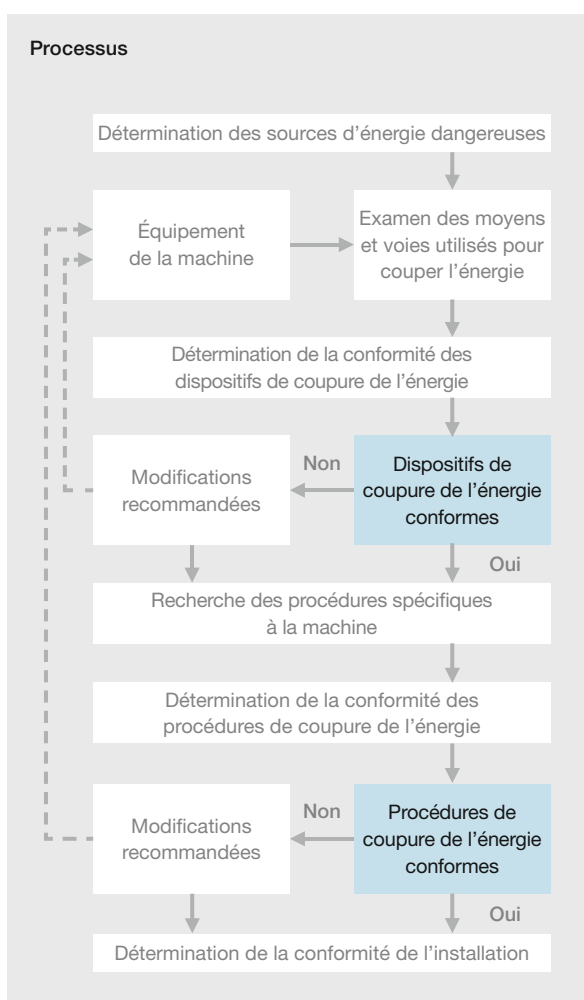 Processus
Détermination des sources d’énergie dangereuses
Équipement
de la machine
Examen des moyens
et voies utilisés pour
couper l’énergie
Détermination de la conformité des
dispositifs de coupure de l’énergie
Modifications
recommandées
Non
Dispositifs de
coupure de l’énergie
conformes
Oui
Recherche des procédures spécifiques
à la machine
Détermination de la conformité des
procédures de coupure de l’énergie
Modifications
recommandées
Non
Procédures de
coupure de l’énergie
conformes
Oui
Détermination de la conformité de l’installation